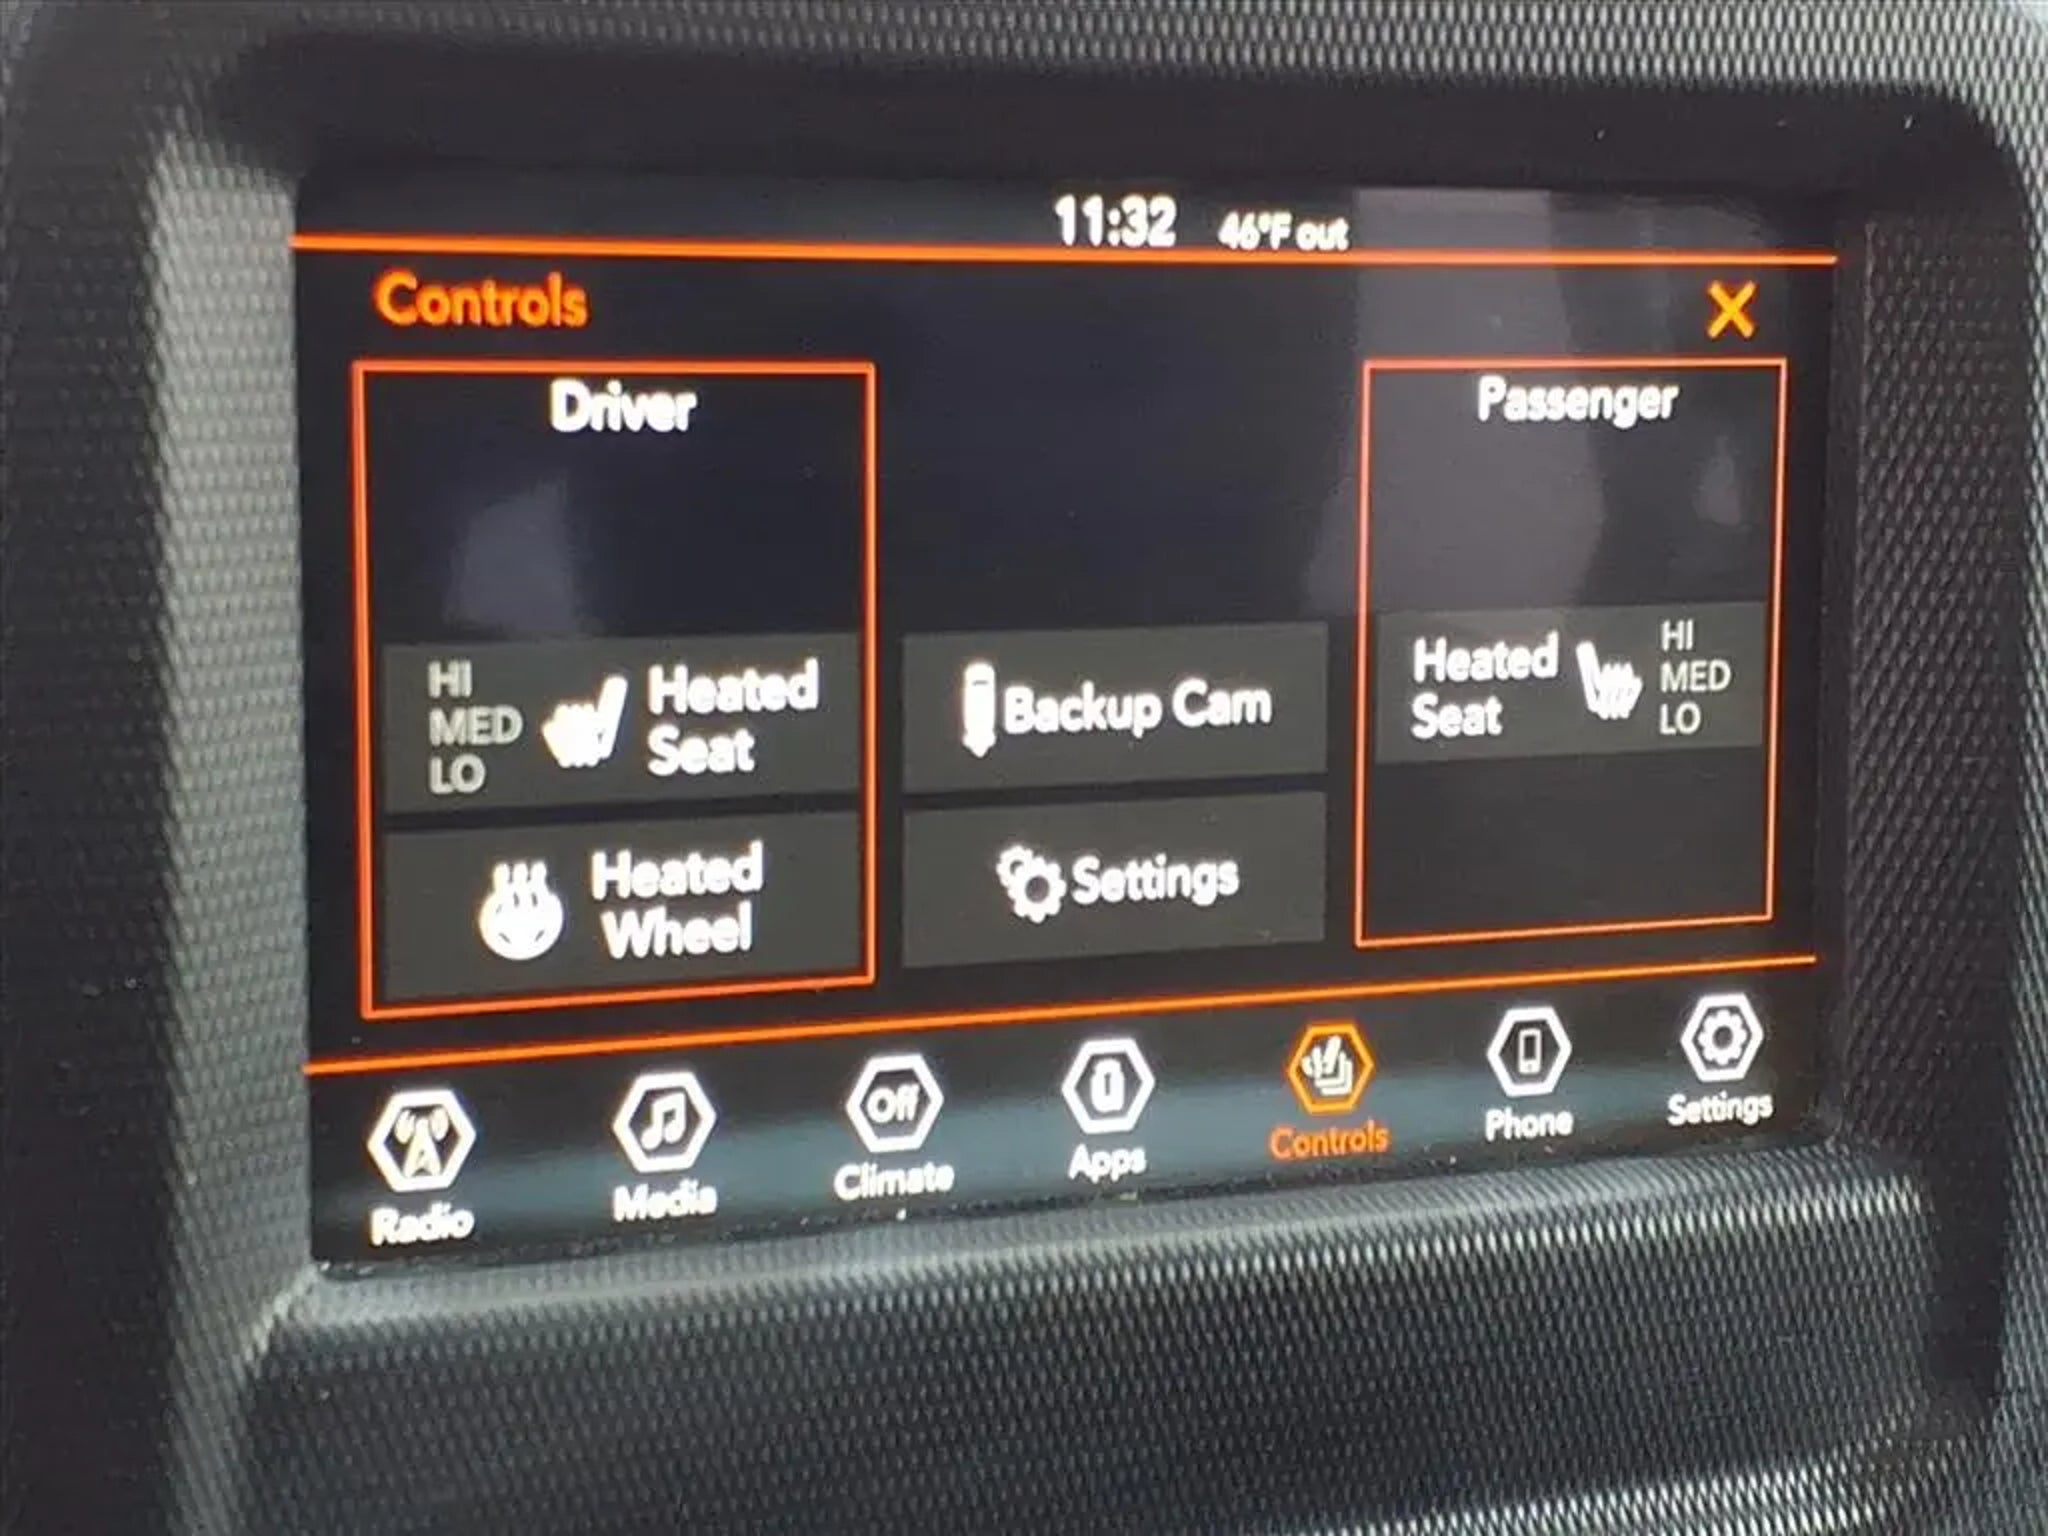 11:32 46°F out
Controls X
Driver
HI
MED
LO
Heated
Seat
Heated
Wheel
Backup Cam
Settings
Passenger
Heated
Seat
HI
MED
LO
Radio
Media
Off
Climate
Apps
Controls
Phone
Settings